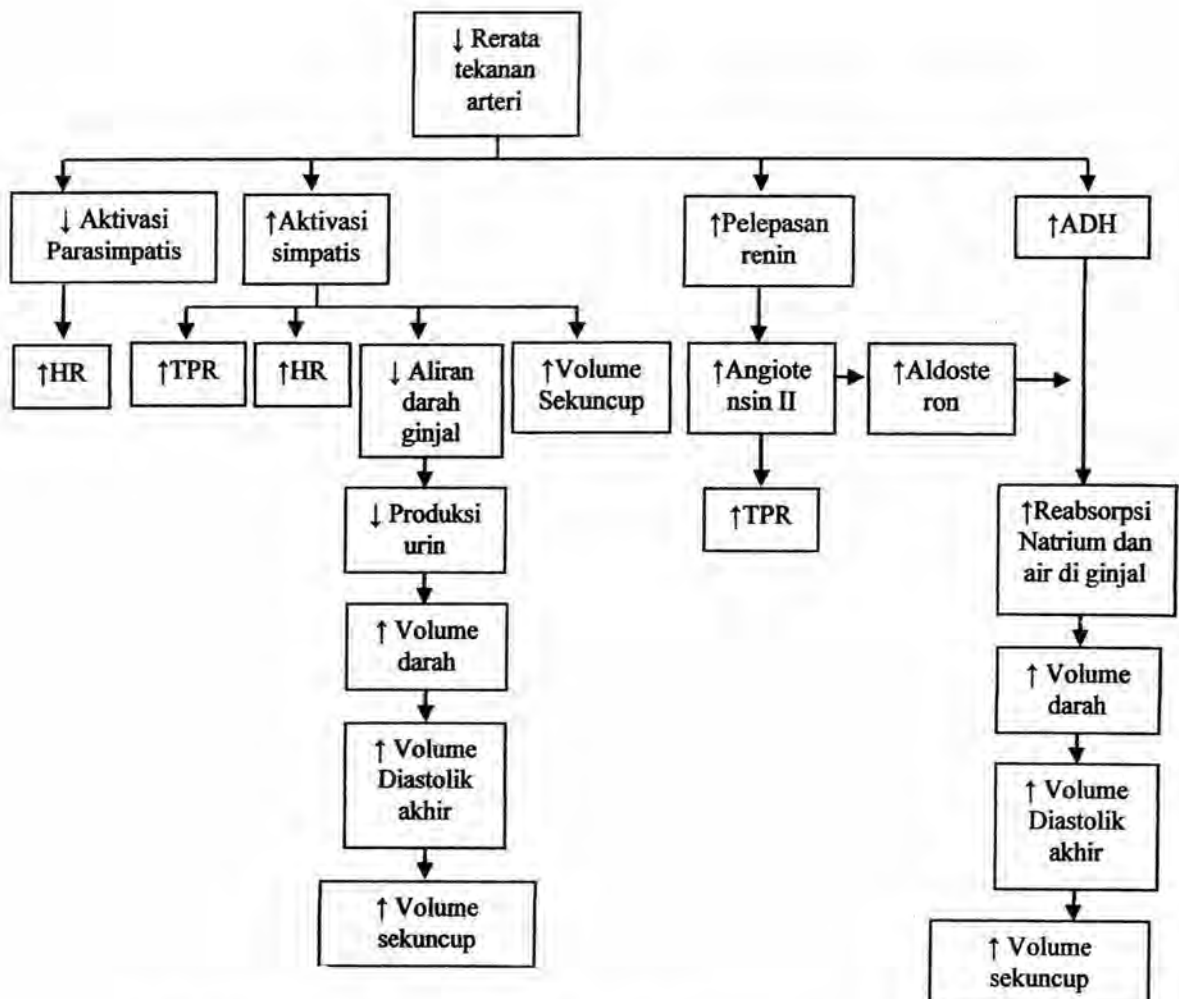 ↓ Rerata
tekanan
arteri
↓ Aktivasi
Parasimpatis
↑Aktivasi
simpatis
↑Pelepasan
renin
↑ADH
↑HR
↑TPR
↑HR
↓ Aliran
darah
ginjal
↑Volume
Sekuncup
↑Angiote
nsin II
↑Aldoste
ron
↓ Produksi
urin
↑TPR
↑Reabsorpsi
Natrium dan
air di ginjal
↑ Volume
darah
↑ Volume
darah
↑ Volume
Diastolik
akhir
↑ Volume
Diastolik
akhir
↑ Volume
sekuncup
↑ Volume
sekuncup